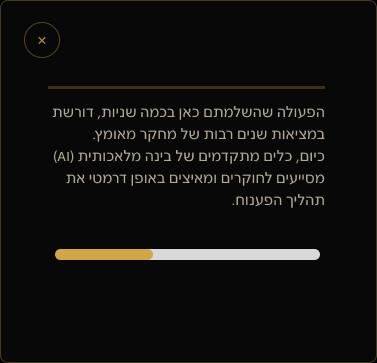 הפעולה שהשלמתם כאן בכמה שניות, דורשת
במציאות שנים רבות של מחקר מאומץ.
כיום, כלים מתקדמים של בינה מלאכותית (AI)
מסייעים לחוקרים ומאיצים באופן דרמטי את
תהליך הפענוח.